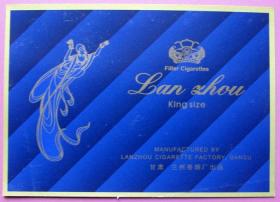 Filter Cigarettes
Lan zhou
King size
MANUFACTURED BY
LANZHOU CIGARETTE FACTORY, GANSU
甘肃 兰州卷烟厂出品